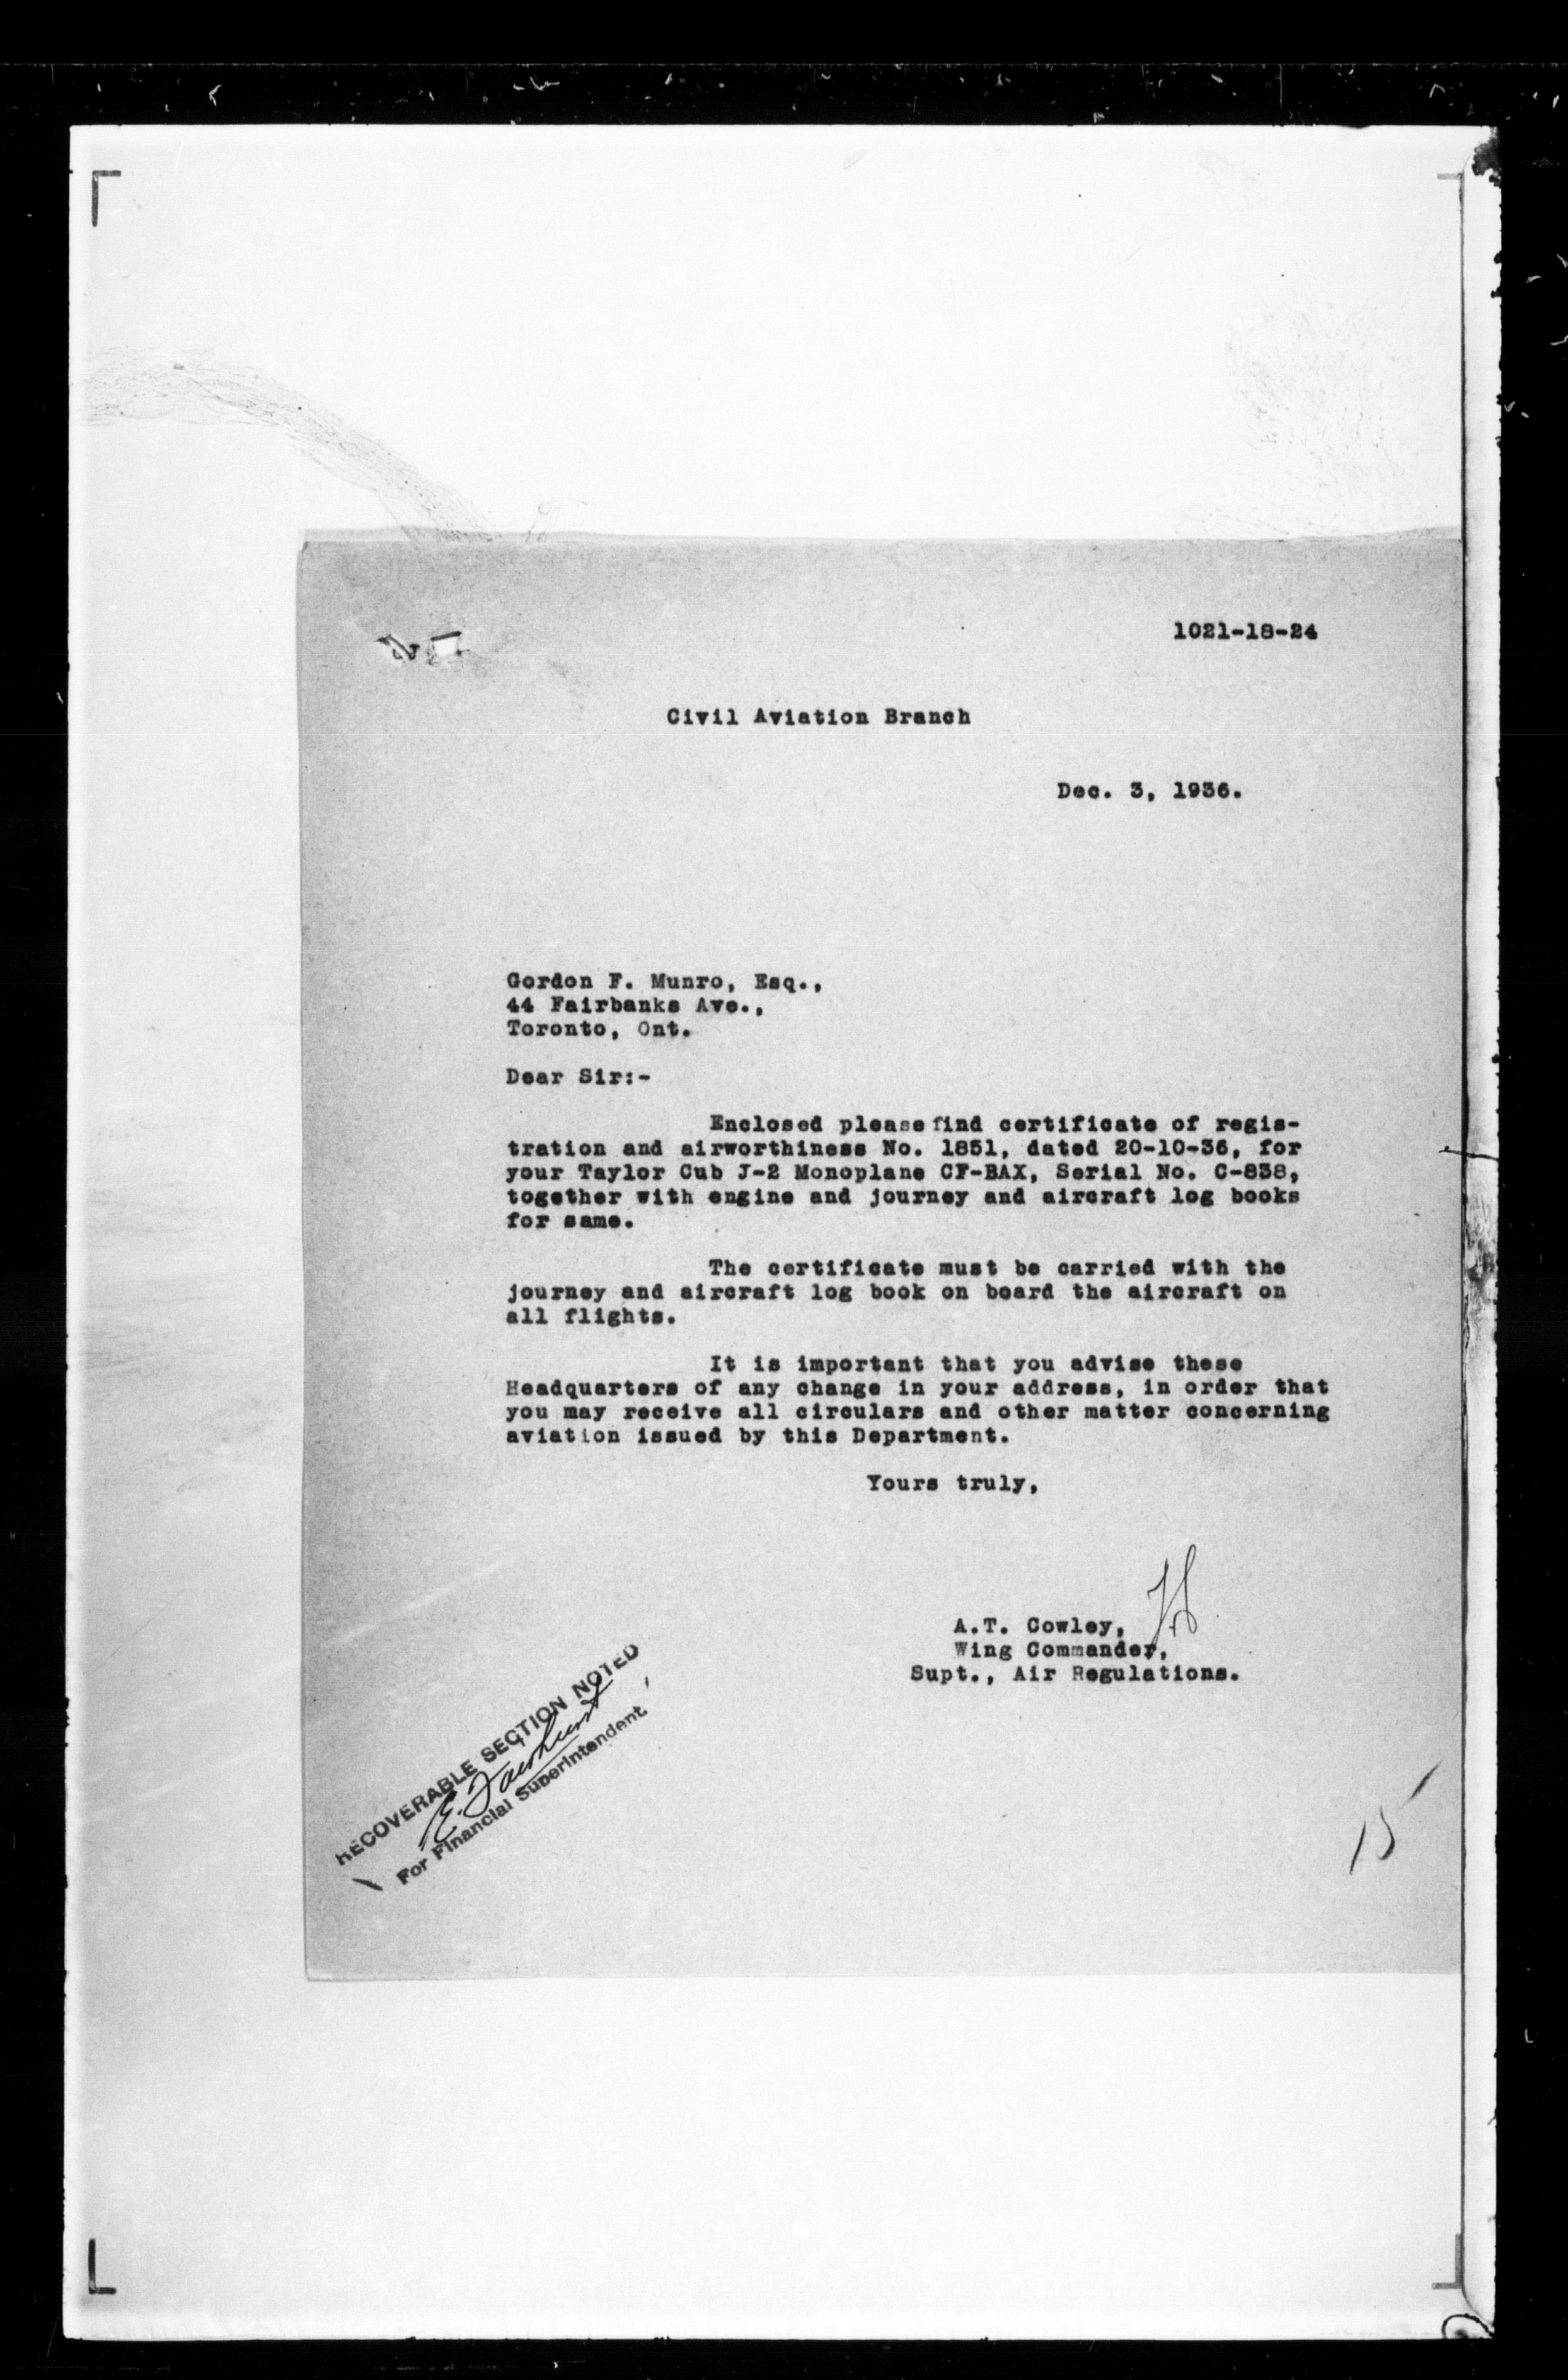 1021-18-24
Civil Aviation Branch
Dec. 3, 1936.
Gordon F. Munro, Esq.,
44 Fairbanks Ave.,
Toronto, Ont.
Dear Sir:-
Enclosed please find certificate of regis-
tration and airworthiness No. 1851, dated 20-10-36, for
your Taylor Cub J-2 Monoplane CF-BAX, Serial No. C-838,
together with engine and journey and aircraft log books
for same.
The certificate must be carried with the
journey and aircraft log book on board the aircraft on
all flights.
It is important that you advise these
Headquarters of any change in your address, in order that
you may receive all circulars and other matter concerning
aviation issued by this Department.
Yours truly,
A.T. Cowley,
Wing Commander,
Supt., Air Regulations.
RECOVERABLE SECTION NOTED
For Financial Superintendent
15